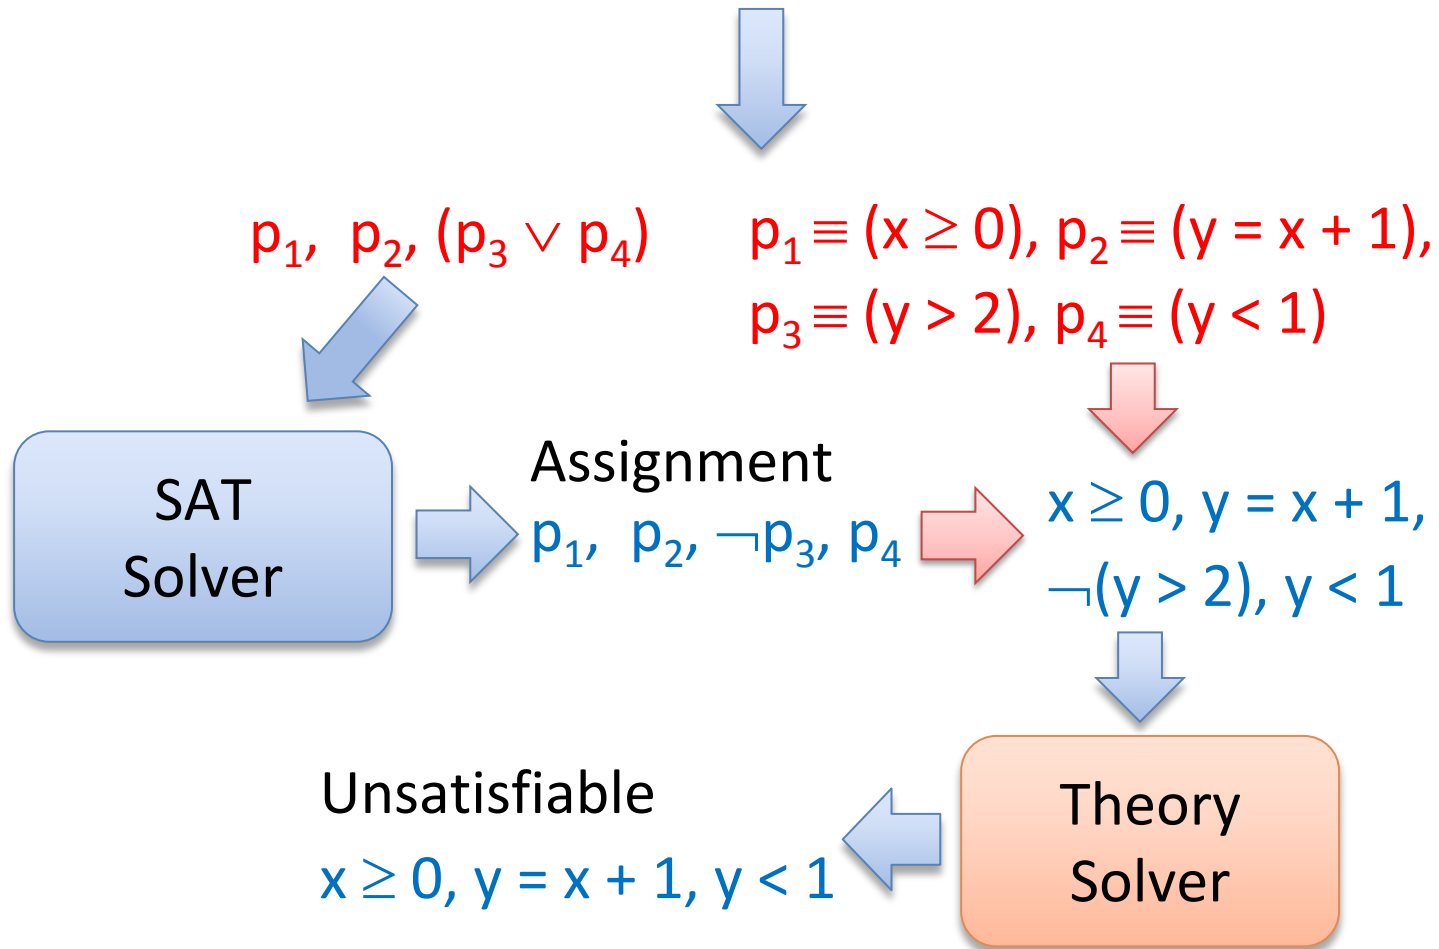 p₁, p₂, (p₃ ∨ p₄)
p₁ ≡ (x ≥ 0), p₂ ≡ (y = x + 1),
p₃ ≡ (y > 2), p₄ ≡ (y < 1)
SAT
Solver
Assignment
p₁, p₂, ¬p₃, p₄
x ≥ 0, y = x + 1,
¬(y > 2), y < 1
Theory
Solver
Unsatisfiable
x ≥ 0, y = x + 1, y < 1